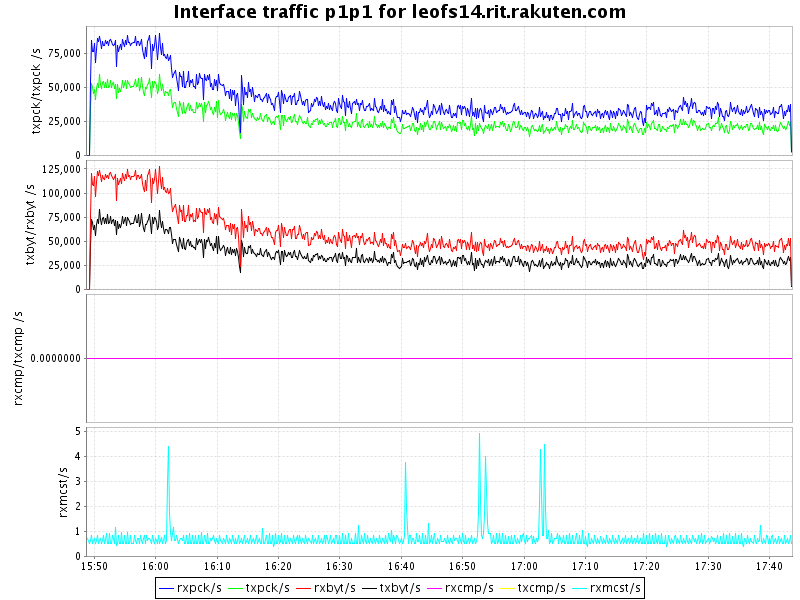 Interface traffic p1p1 for leofs14.rit.rakuten.com
txpck/txpck /s
75,000
50,000
25,000
0
txbyt/rxbyt /s
125,000
100,000
75,000
50,000
25,000
0
rxcmp/txcmp /s
0.0000000
rxmcst/s
5
4
3
2
1
0
15:50 16:00 16:10 16:20 16:30 16:40 16:50 17:00 17:10 17:20 17:30 17:40
rxpck/s txpck/s rxbyt/s txbyt/s rxcmp/s txcmp/s rxmcst/s